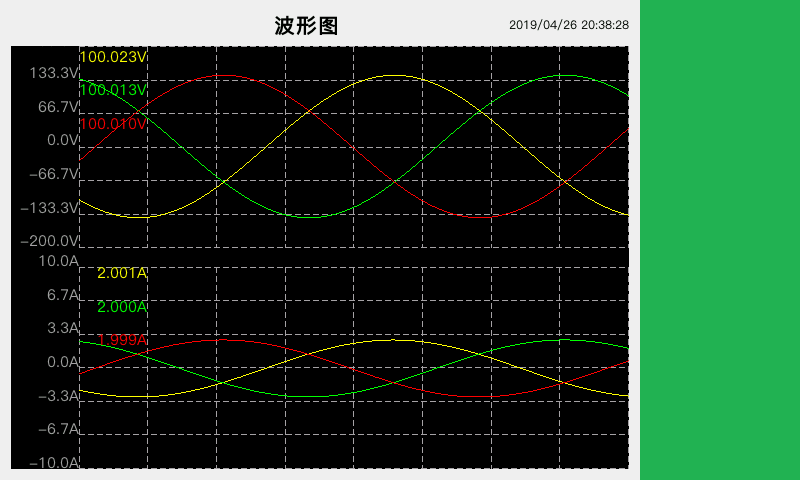 波形图
2019/04/26 20:38:28
100.023V
133.3V
100.013V
66.7V
100.010V
0.0V
-66.7V
-133.3V
-200.0V
10.0A
2.001A
6.7A
2.000A
3.3A
1.999A
0.0A
-3.3A
-6.7A
-10.0A